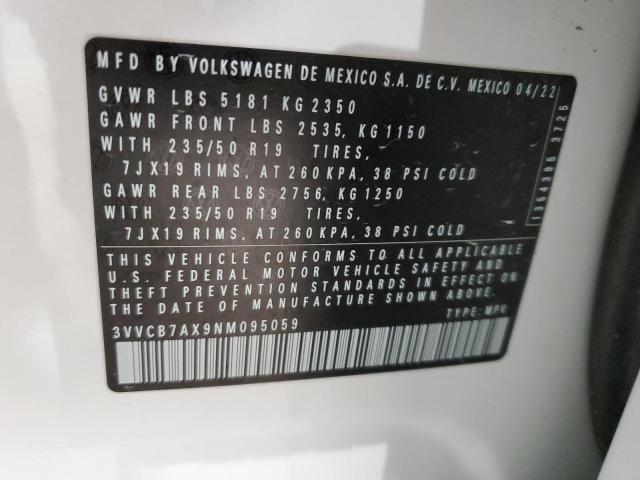 MFD BY VOLKSWAGEN DE MEXICO S.A. DE C.V. MEXICO 04/22
GVWR LBS 5181 KG 2350
GAWR FRONT LBS 2535, KG 1150
WITH 235/50 R19 TIRES,
7JX19 RIMS, AT 260 KPA, 38 PSI COLD
GAWR REAR LBS 2756, KG 1250
WITH 235/50 R19 TIRES,
7JX19 RIMS, AT 260KPA, 38 PSI COLD
THIS VEHICLE CONFORMS TO ALL APPLICABLE
U.S. FEDERAL MOTOR VEHICLE SAFETY AND
THEFT PREVENTION STANDARDS IN EFFECT ON
THE DATE OF MANUFACTURE SHOWN ABOVE.
3VVCB7AX9NM095059 TYPE: MPV
1354395 3725